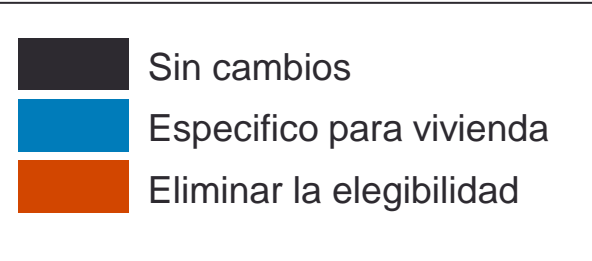 Sin cambios
Especifico para vivienda
Eliminar la elegibilidad